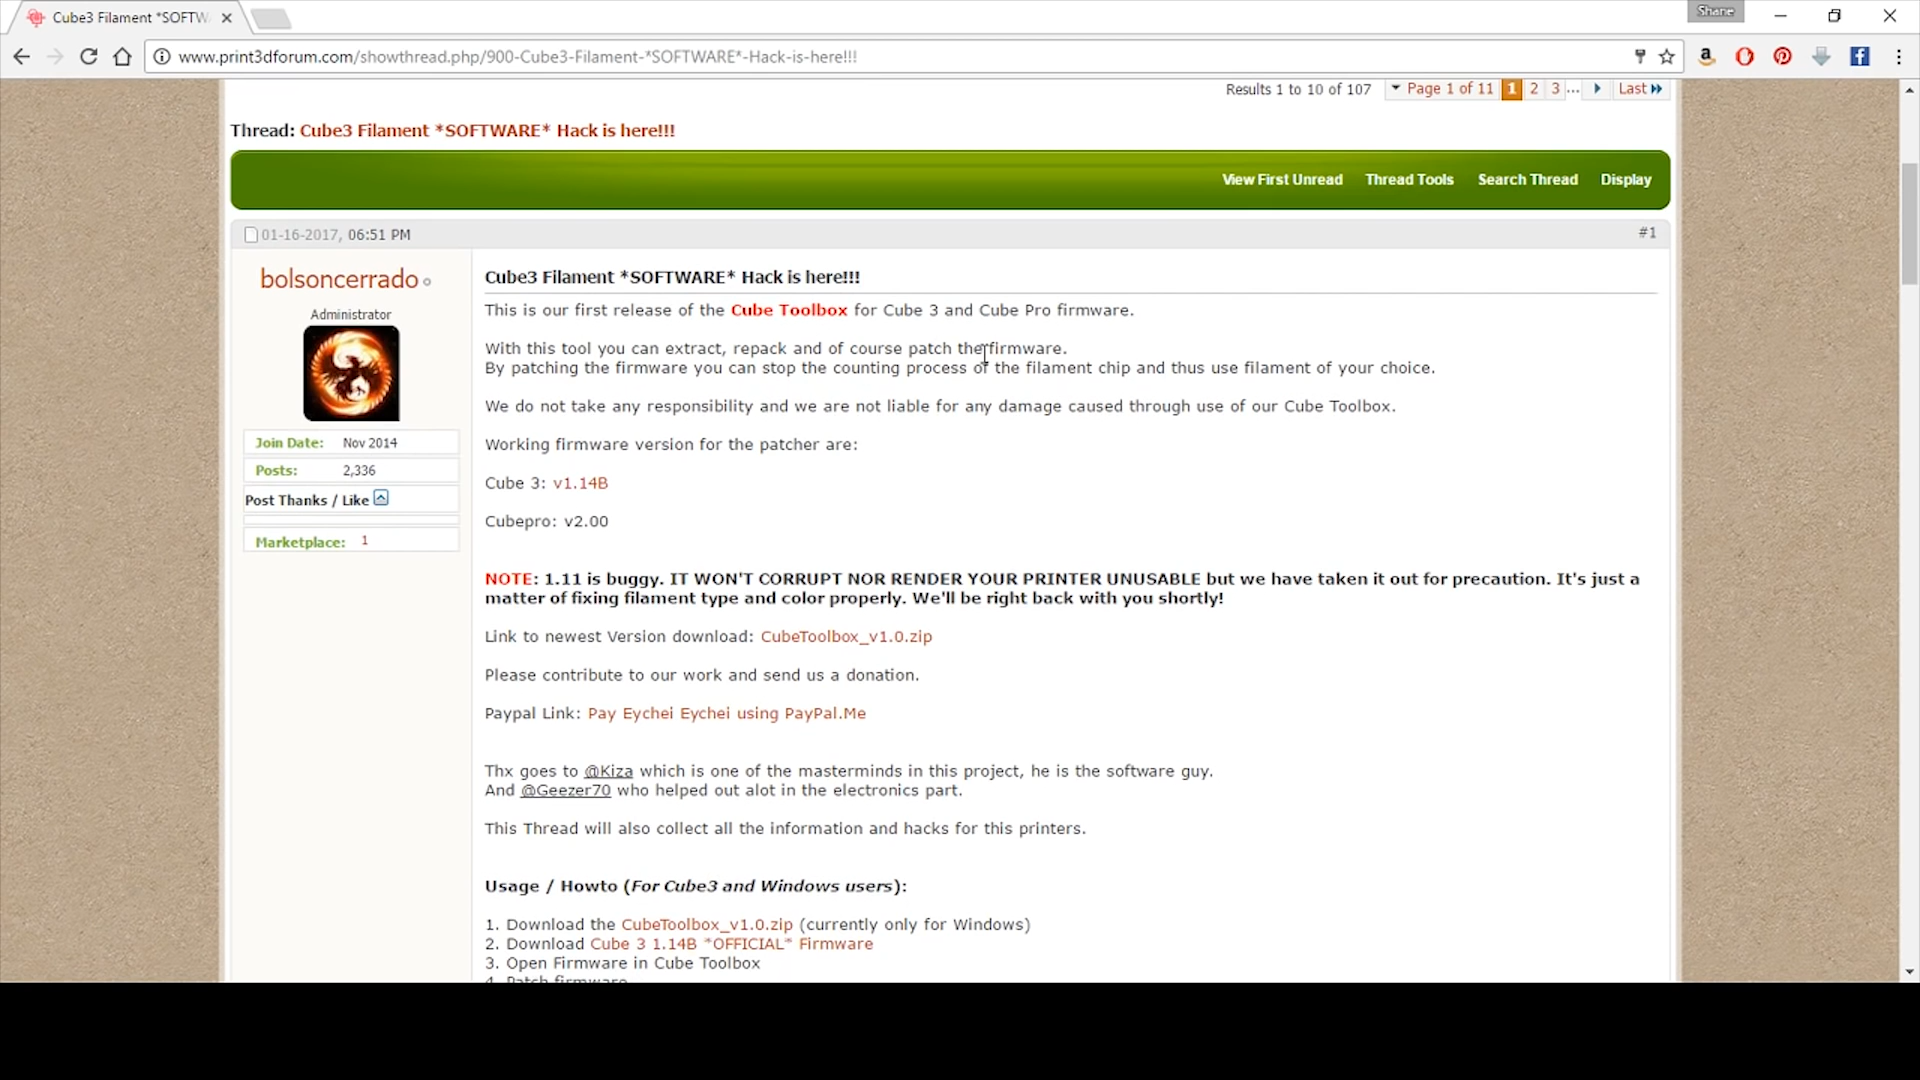 Cube3 Filament *SOFTW
Shane
www.print3dforum.com/showthread.php/900-Cube3-Filament-*SOFTWARE*-Hack-is-here!!!
Results 1 to 10 of 107 Page 1 of 11 1 2 3 ... Last
Thread: Cube3 Filament *SOFTWARE* Hack is here!!!
View First Unread Thread Tools Search Thread Display
01-16-2017, 06:51 PM #1
bolsoncerrado
Administrator
Join Date: Nov 2014
Posts: 2,336
Post Thanks / Like
Marketplace: 1
Cube3 Filament *SOFTWARE* Hack is here!!!
This is our first release of the Cube Toolbox for Cube 3 and Cube Pro firmware.
With this tool you can extract, repack and of course patch the firmware.
By patching the firmware you can stop the counting process of the filament chip and thus use filament of your choice.
We do not take any responsibility and we are not liable for any damage caused through use of our Cube Toolbox.
Working firmware version for the patcher are:
Cube 3: v1.14B
Cubepro: v2.00
NOTE: 1.11 is buggy. IT WON'T CORRUPT NOR RENDER YOUR PRINTER UNUSABLE but we have taken it out for precaution. It's just a
matter of fixing filament type and color properly. We'll be right back with you shortly!
Link to newest Version download: CubeToolbox_v1.0.zip
Please contribute to our work and send us a donation.
Paypal Link: Pay Eychei Eychei using PayPal.Me
Thx goes to @Kiza which is one of the masterminds in this project, he is the software guy.
And @Geezer70 who helped out alot in the electronics part.
This Thread will also collect all the information and hacks for this printers.
Usage / Howto (For Cube3 and Windows users):
1. Download the CubeToolbox_v1.0.zip (currently only for Windows)
2. Download Cube 3 1.14B *OFFICIAL* Firmware
3. Open Firmware in Cube Toolbox
4. Patch firmware